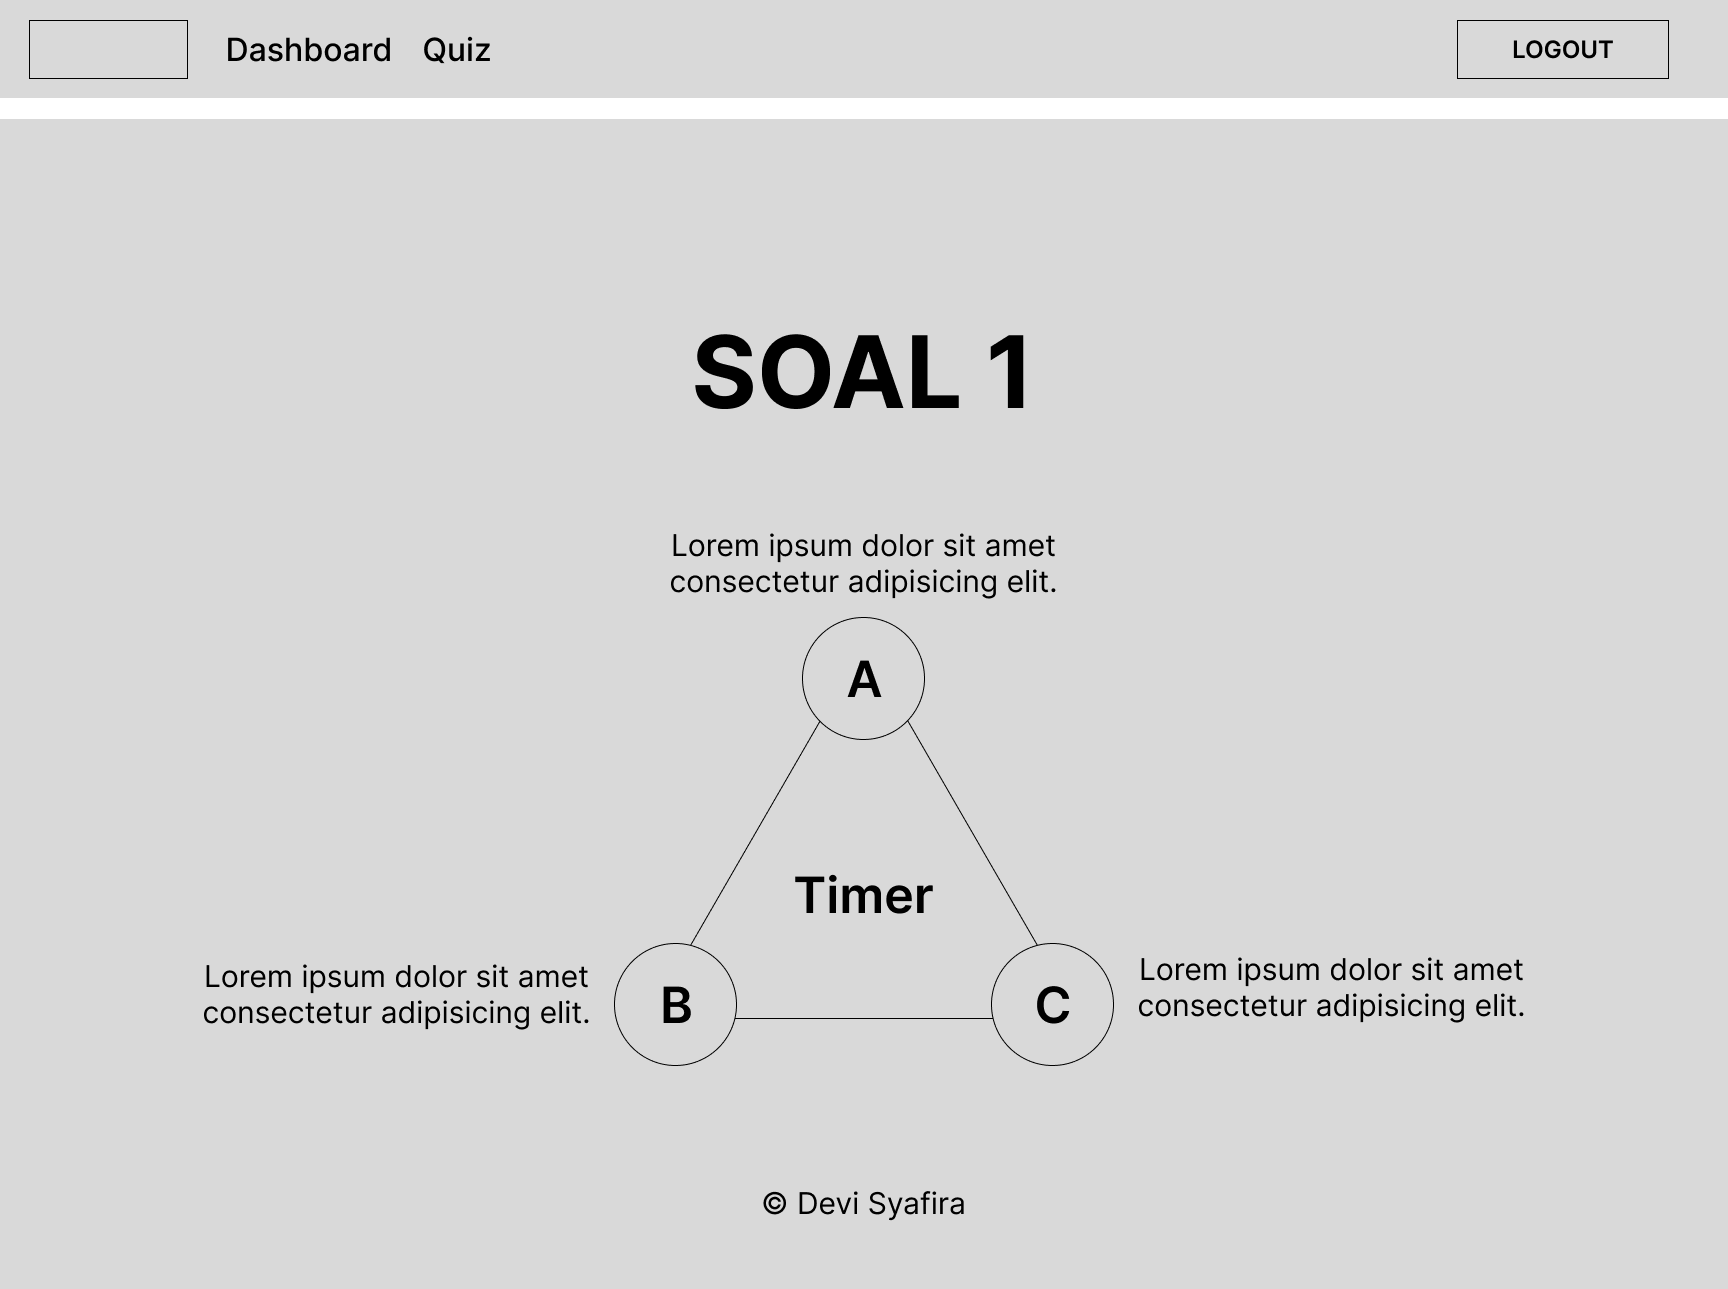 Dashboard Quiz LOGOUT
SOAL 1
Lorem ipsum dolor sit amet
consectetur adipisicing elit.
A
Timer
Lorem ipsum dolor sit amet
consectetur adipisicing elit.
B
C
Lorem ipsum dolor sit amet
consectetur adipisicing elit.
© Devi Syafira